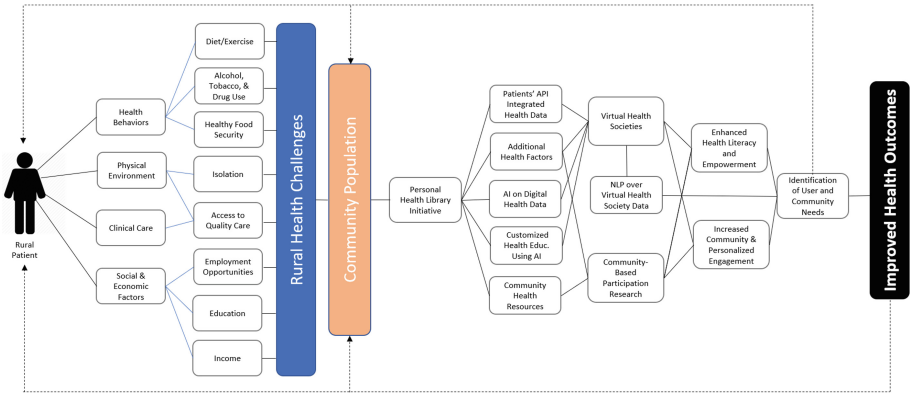 Rural
Patient
Health
Behaviors
Physical
Environment
Clinical Care
Social &
Economic
Factors
Diet/Exercise
Alcohol,
Tobacco, &
Drug Use
Healthy Food
Security
Isolation
Access to
Quality Care
Employment
Opportunities
Education
Income
Rural Health Challenges
Community Population
Personal
Health Library
Initiative
Patients' API
Integrated
Health Data
Additional
Health Factors
AI on Digital
Health Data
Customized
Health Educ.
Using AI
Community
Health
Resources
Virtual Health
Societies
NLP over
Virtual Health
Society Data
Community-
Based
Participation
Research
Enhanced
Health Literacy
and
Empowerment
Increased
Community &
Personalized
Engagement
Identification
of User and
Community
Needs
Improved Health Outcomes